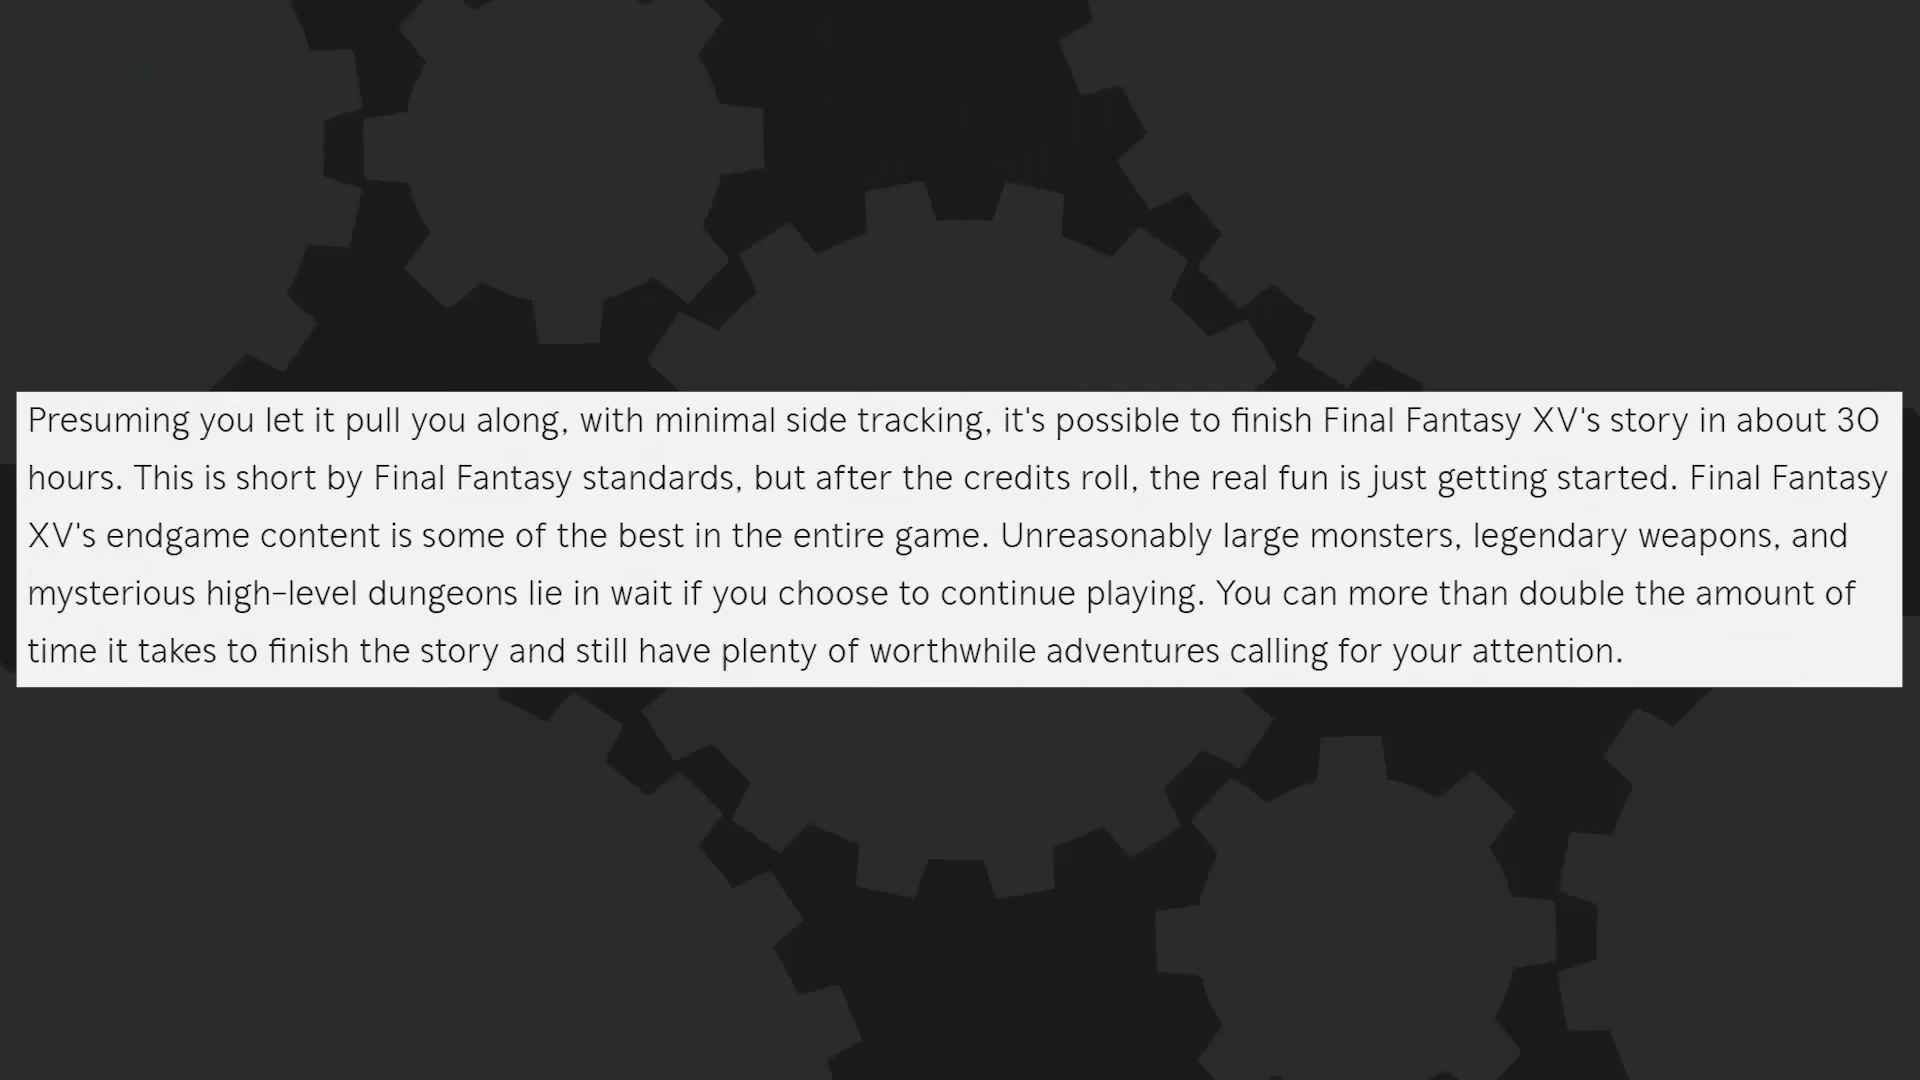 Presuming you let it pull you along, with minimal side tracking, it's possible to finish Final Fantasy XV's story in about 30
hours. This is short by Final Fantasy standards, but after the credits roll, the real fun is just getting started. Final Fantasy
XV's endgame content is some of the best in the entire game. Unreasonably large monsters, legendary weapons, and
mysterious high-level dungeons lie in wait if you choose to continue playing. You can more than double the amount of
time it takes to finish the story and still have plenty of worthwhile adventures calling for your attention.